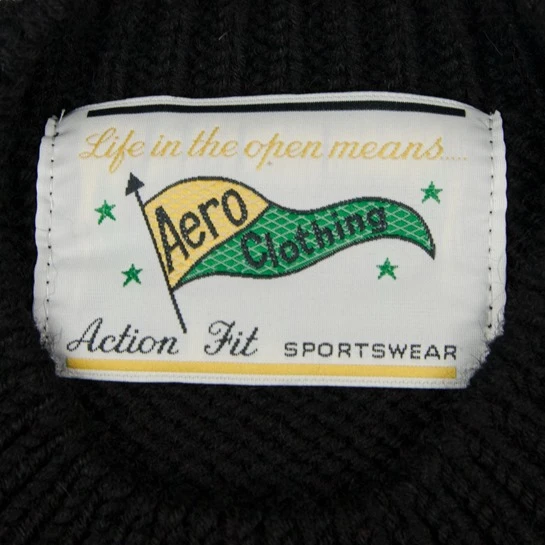 Life in the open means.....
Aero
Clothing
Action Fit SPORTSWEAR